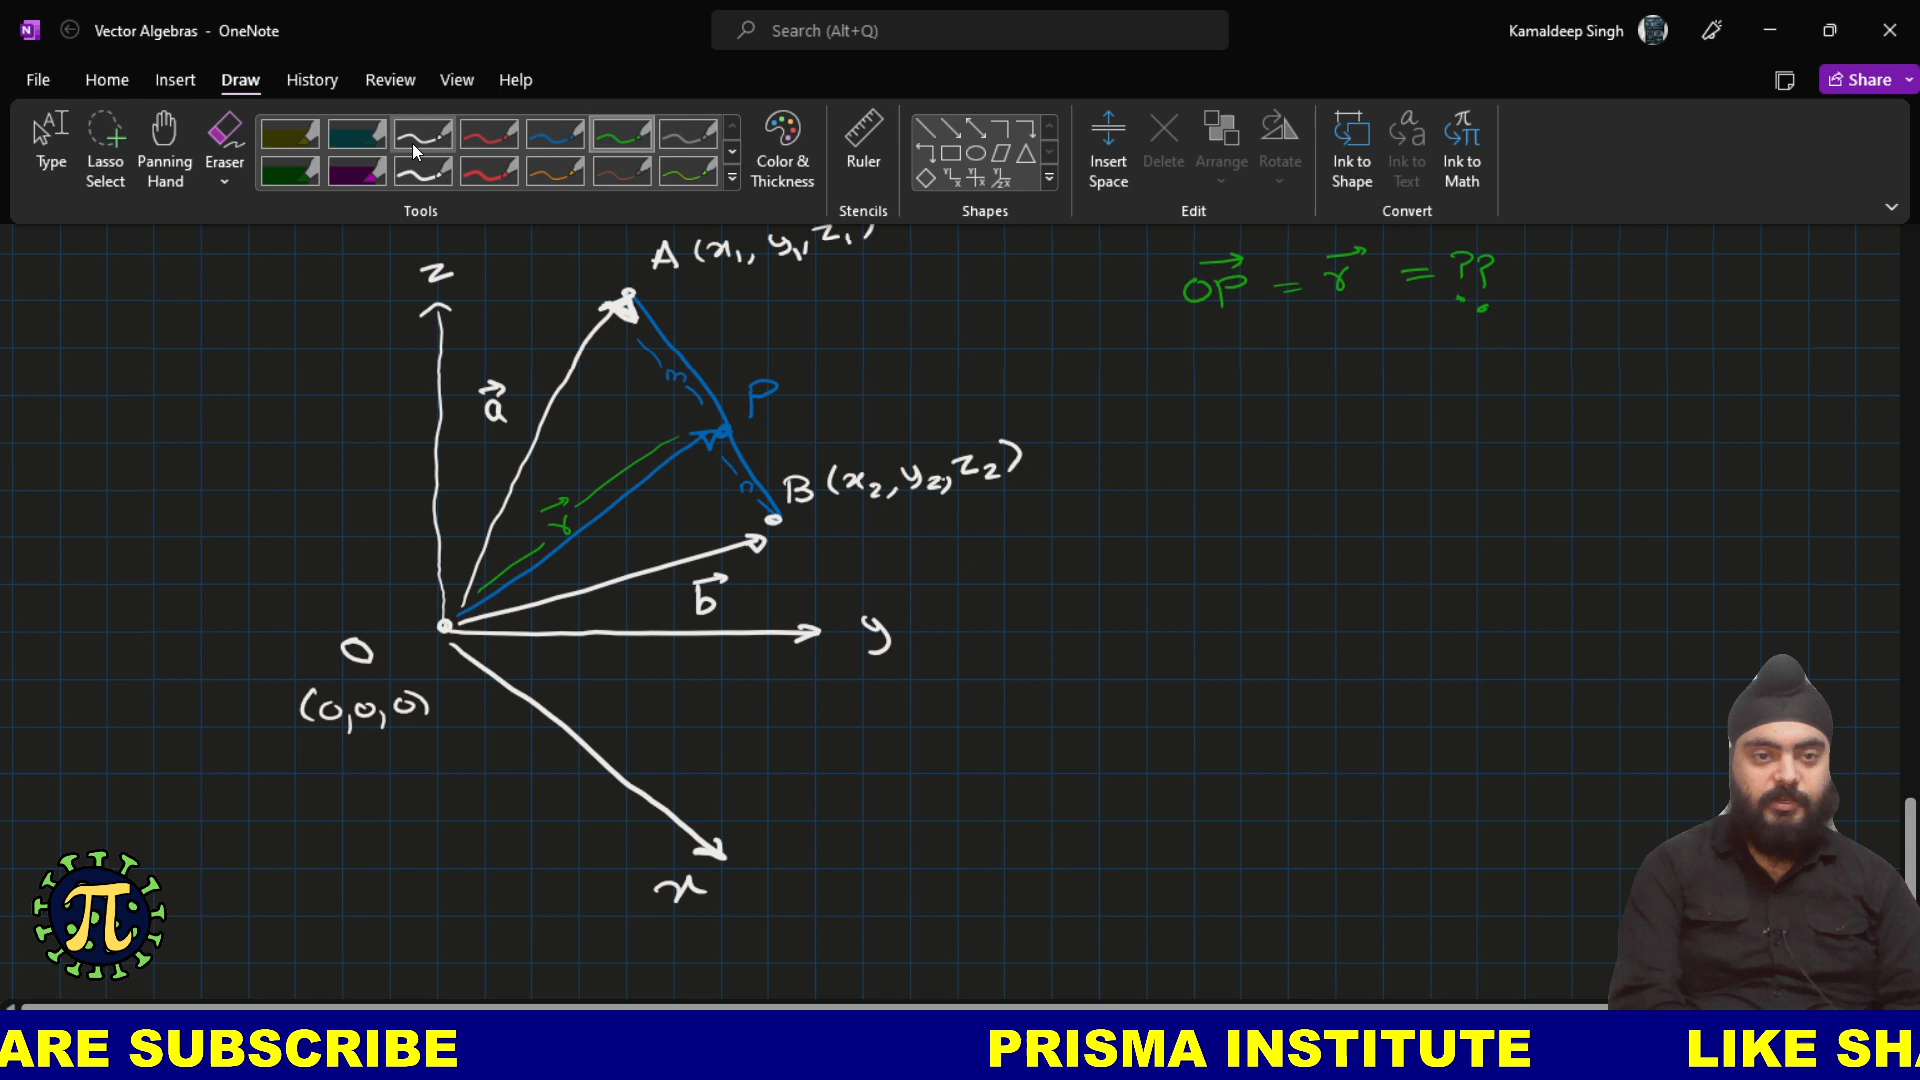 Vector Algebras - OneNote
Search (Alt+Q)
Kamaldeep Singh
File Home Insert Draw History Review View Help
Share
Type
Lasso Select
Panning Hand
Eraser
Color & Thickness
Ruler
Insert Space
Delete
Arrange
Rotate
Ink to Shape
Ink to Text
Ink to Math
Tools
Stencils
Shapes
Edit
Convert
A (x₁, y₁, z₁)
z
OP⃗ = r⃗ = ??
a⃗
m
P
n
B (x₂, y₂, z₂)
r⃗
b⃗
y
O
(0,0,0)
x
π
ARE SUBSCRIBE
PRISMA INSTITUTE
LIKE SHA